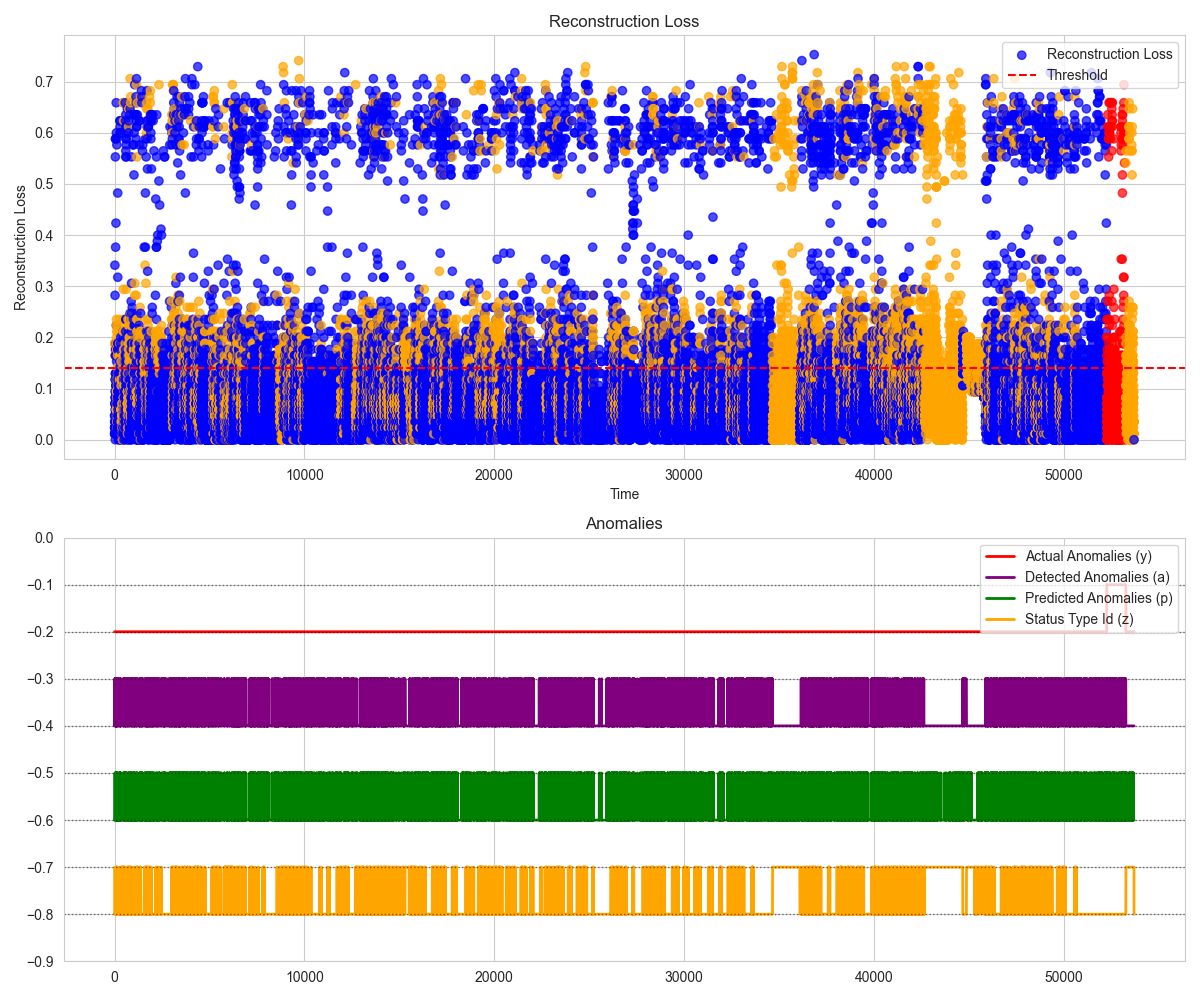 Reconstruction Loss
Reconstruction Loss
Threshold
Reconstruction Loss
0.7
0.6
0.5
0.4
0.3
0.2
0.1
0.0
0 10000 20000 30000 40000 50000
Time
Anomalies
Actual Anomalies (y)
Detected Anomalies (a)
Predicted Anomalies (p)
Status Type Id (z)
0.0
−0.1
−0.2
−0.3
−0.4
−0.5
−0.6
−0.7
−0.8
−0.9
0 10000 20000 30000 40000 50000